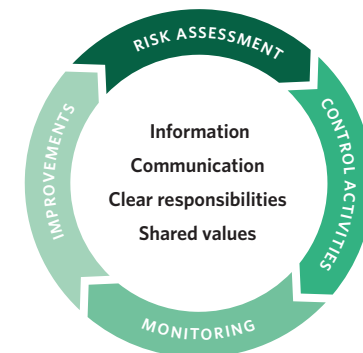 RISK ASSESSMENT
CONTROL ACTIVITIES
MONITORING
IMPROVEMENTS
Information
Communication
Clear responsibilities
Shared values